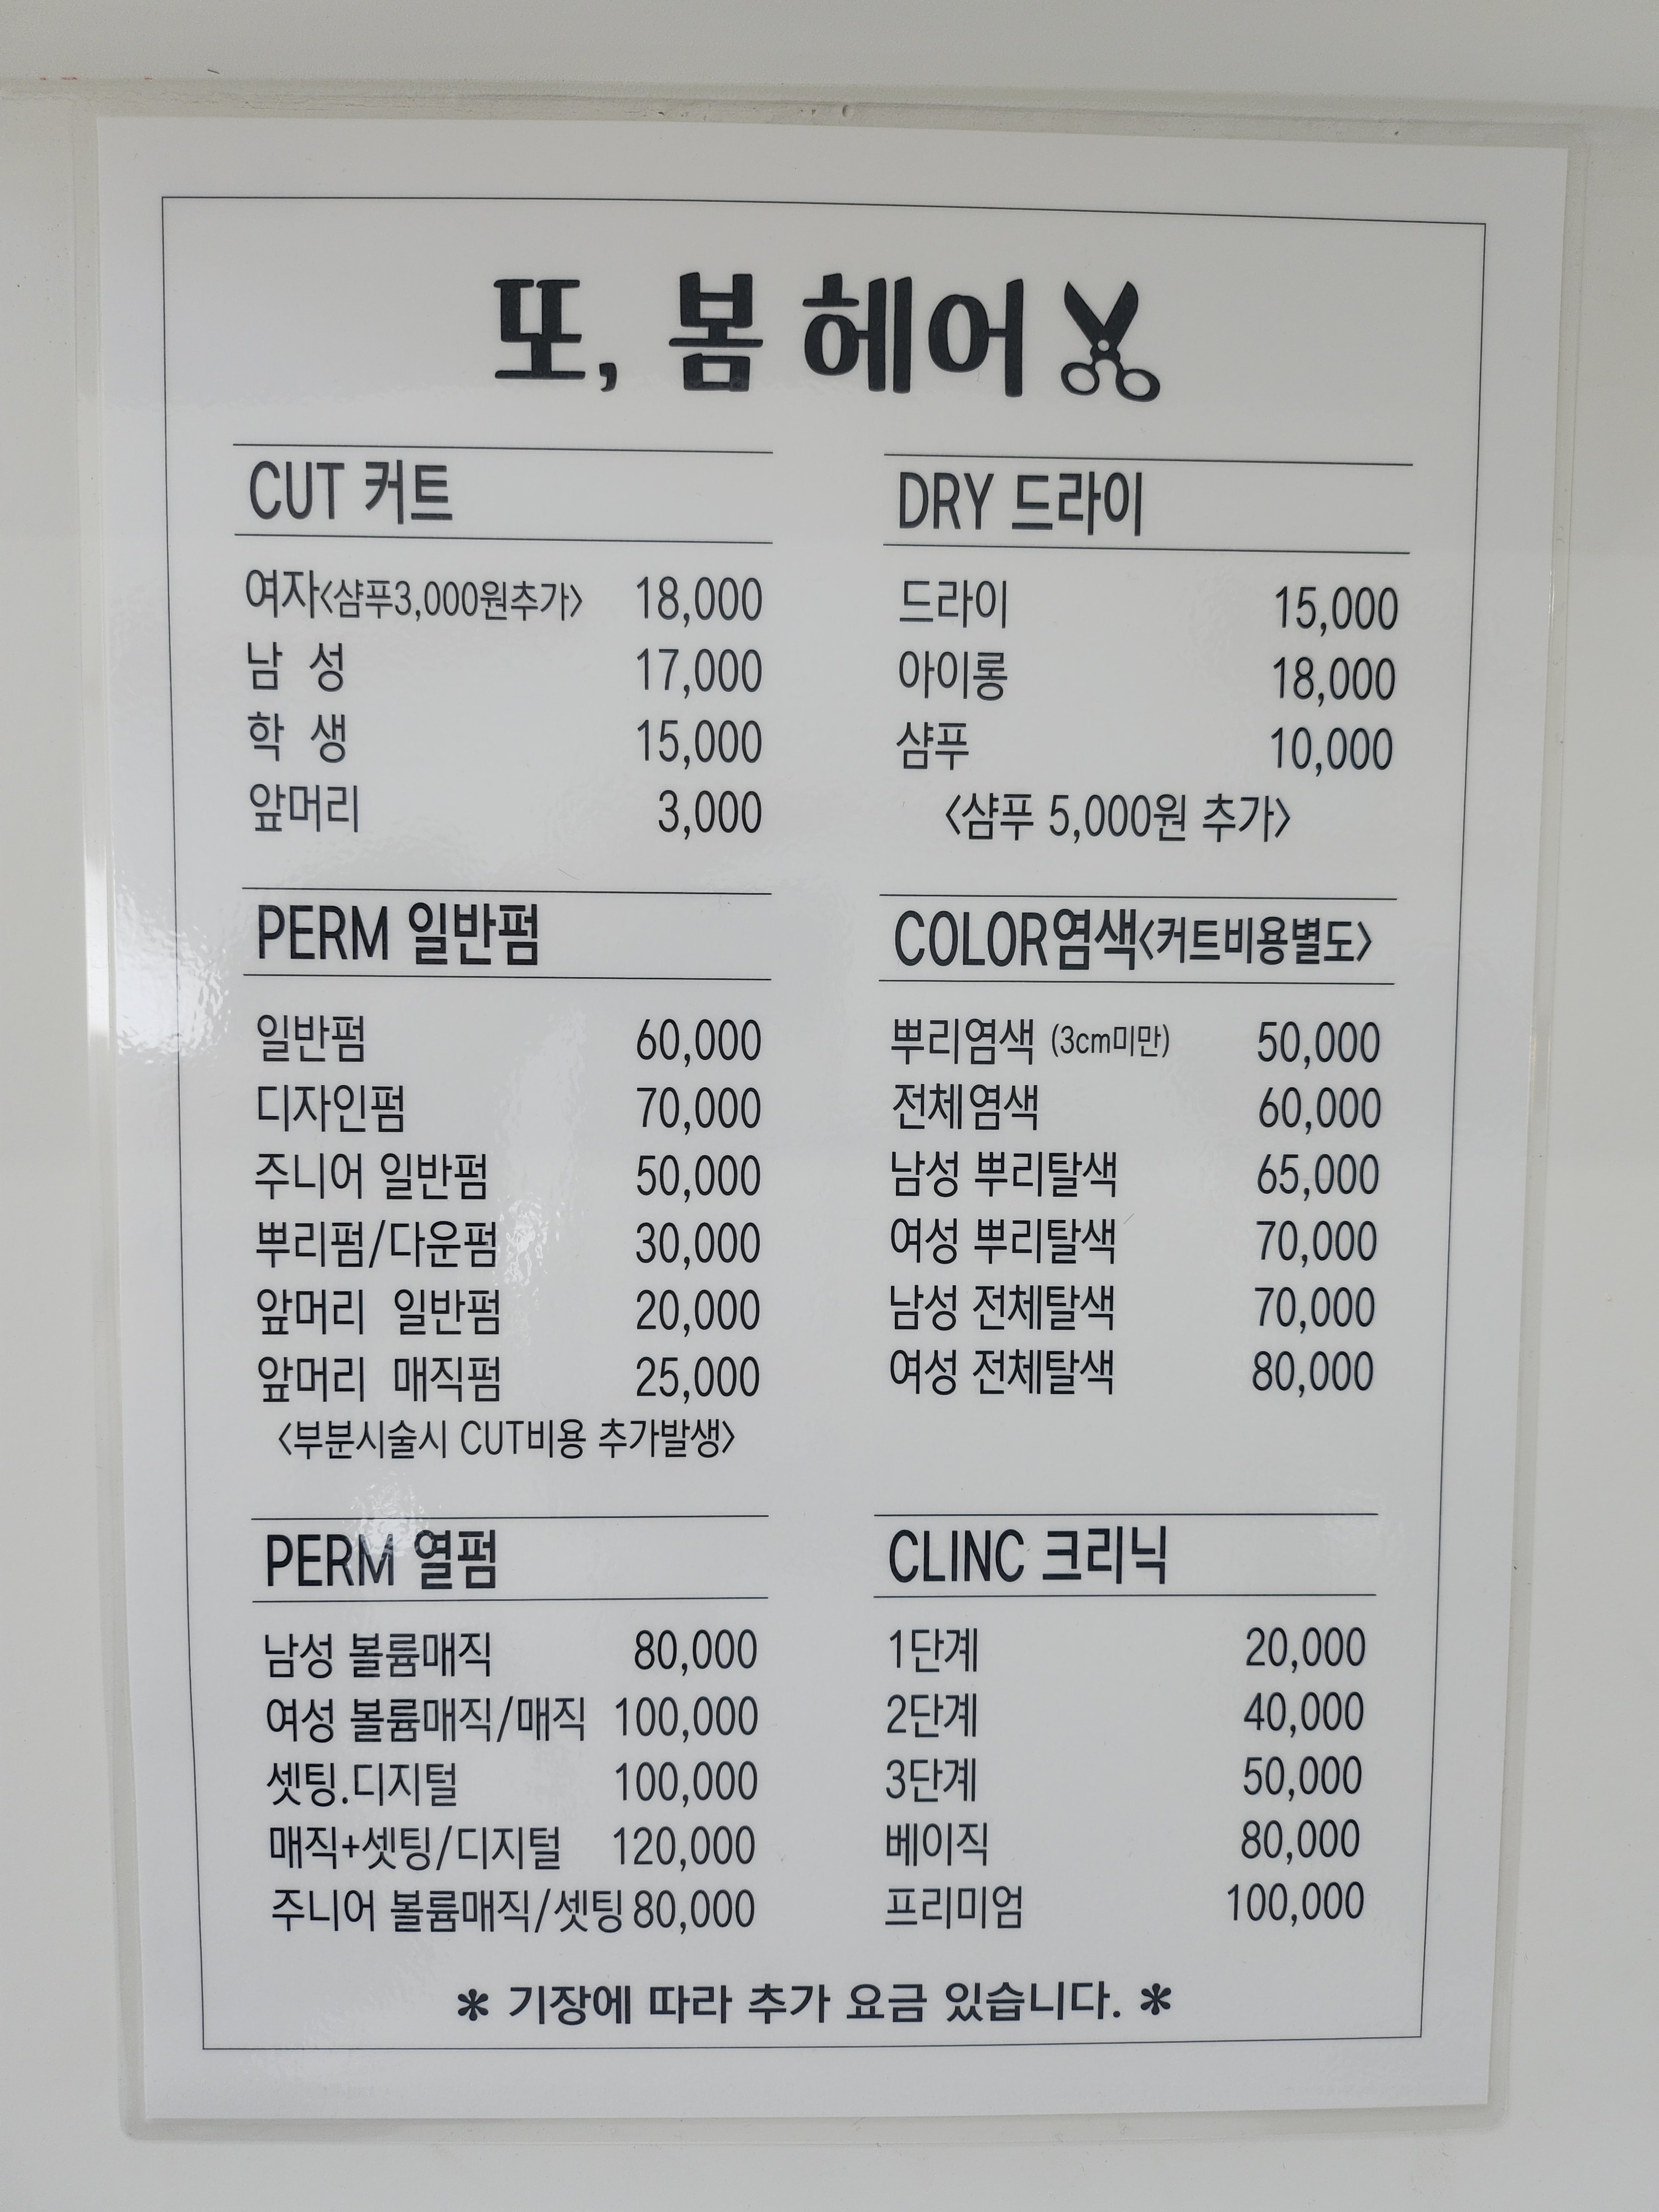 또, 봄 헤어
CUT 커트
여자<샴푸3,000원추가> 18,000
남 성 17,000
학 생 15,000
앞머리 3,000
DRY 드라이
드라이 15,000
아이롱 18,000
샴푸 10,000
<샴푸 5,000원 추가>
PERM 일반펌
일반펌 60,000
디자인펌 70,000
주니어 일반펌 50,000
뿌리펌/다운펌 30,000
앞머리 일반펌 20,000
앞머리 매직펌 25,000
<부분시술시 CUT비용 추가발생>
COLOR염색<커트비용별도>
뿌리염색 (3cm미만) 50,000
전체염색 60,000
남성 뿌리탈색 65,000
여성 뿌리탈색 70,000
남성 전체탈색 70,000
여성 전체탈색 80,000
PERM 열펌
남성 볼륨매직 80,000
여성 볼륨매직/매직 100,000
셋팅.디지털 100,000
매직+셋팅/디지털 120,000
주니어 볼륨매직/셋팅 80,000
CLINC 크리닉
1단계 20,000
2단계 40,000
3단계 50,000
베이직 80,000
프리미엄 100,000
* 기장에 따라 추가 요금 있습니다. *